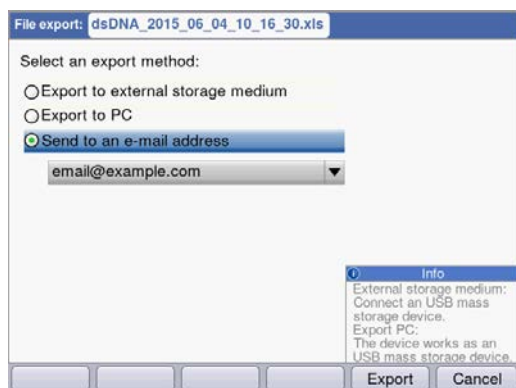 File export: dsDNA_2015_06_04_10_16_30.xls
Select an export method:
Export to external storage medium
Export to PC
Send to an e-mail address
email@example.com
Info
External storage medium:
Connect an USB mass
storage device.
Export PC:
The device works as an
USB mass storage device.
Export Cancel